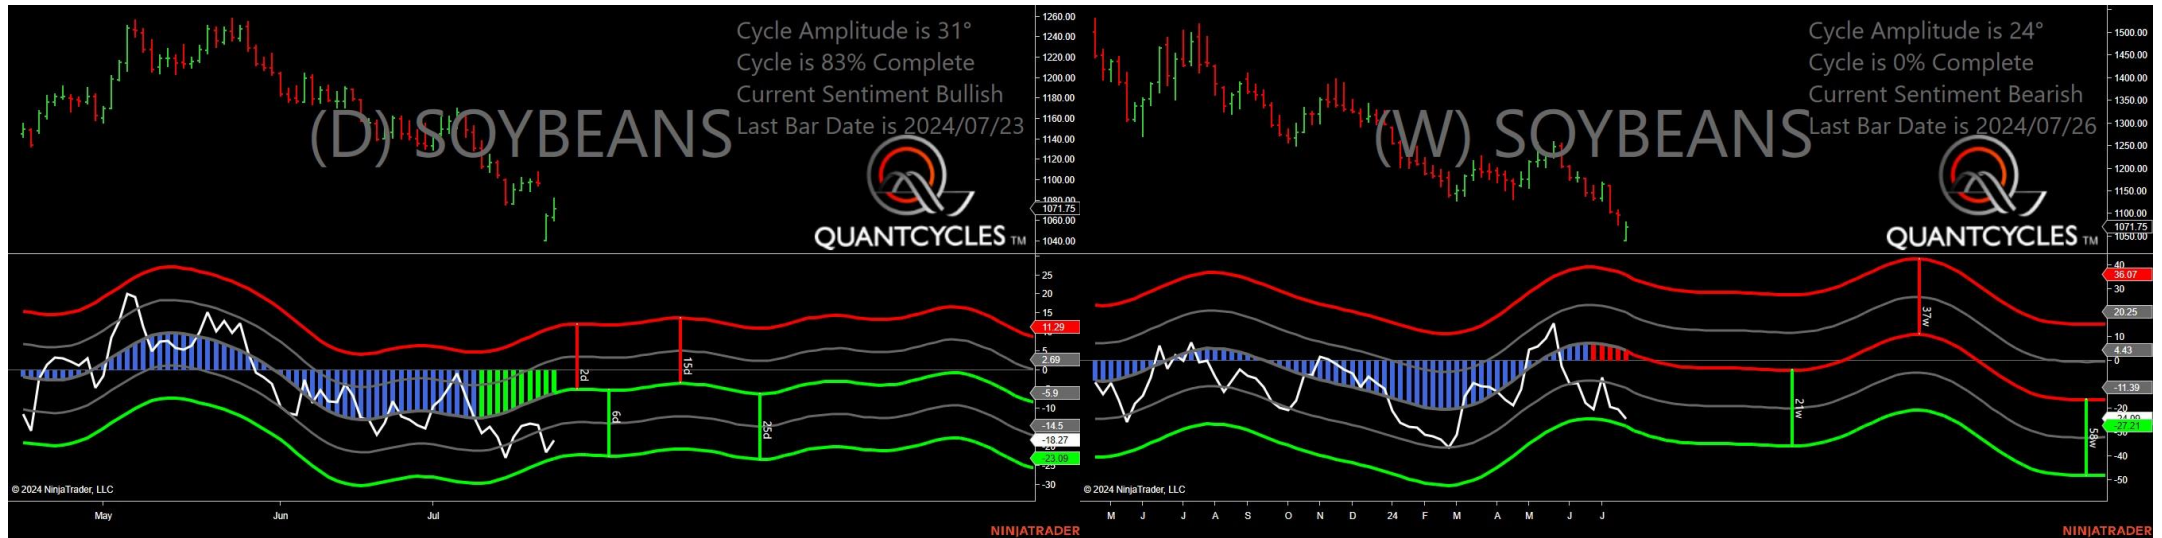 Cycle Amplitude is 31°
Cycle is 83% Complete
Current Sentiment Bullish
Last Bar Date is 2024/07/23
(D) SOYBEANS
QUANTCYCLES TM
1260.00
1240.00
1220.00
1200.00
1180.00
1160.00
1140.00
1120.00
1100.00
1080.00
1071.75
1060.00
1040.00
25
20
15
11.29
2.69
0
-5.9
-10
-14.5
-18.27
-23.09
-25
-30
2d
15d
6d
25d
© 2024 NinjaTrader, LLC
May
Jun
Jul
NINJATRADER
Cycle Amplitude is 24°
Cycle is 0% Complete
Current Sentiment Bearish
Last Bar Date is 2024/07/26
(W) SOYBEANS
QUANTCYCLES TM
1500.00
1450.00
1400.00
1350.00
1300.00
1250.00
1200.00
1150.00
1100.00
1071.75
1050.00
40
36.07
30
20.25
10
4.43
0
-11.39
-20
-24.09
-27.21
-40
-50
37w
21w
58w
© 2024 NinjaTrader, LLC
M
J
J
A
S
O
N
D
24
F
M
A
M
J
J
NINJATRADER